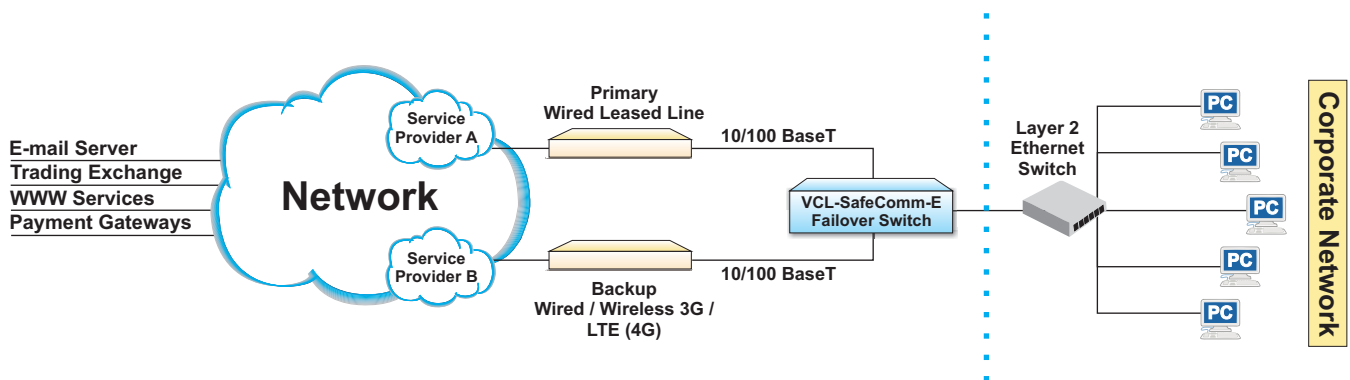 E-mail Server
Trading Exchange
WWW Services
Payment Gateways
Network
Service
Provider A
Service
Provider B
Primary
Wired Leased Line
10/100 BaseT
Backup
Wired / Wireless 3G /
LTE (4G)
10/100 BaseT
VCL-SafeComm-E
Failover Switch
Layer 2
Ethernet
Switch
PC
PC
PC
PC
PC
Corporate Network